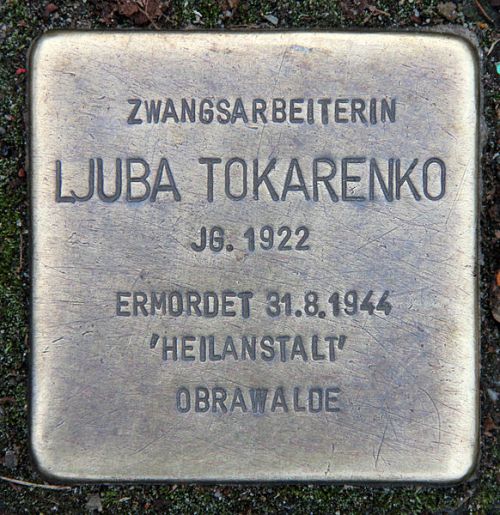 ZWANGSARBEITERIN
LJUBA TOKARENKO
JG. 1922
ERMORDET 31.8.1944
'HEILANSTALT'
OBRAWALDE